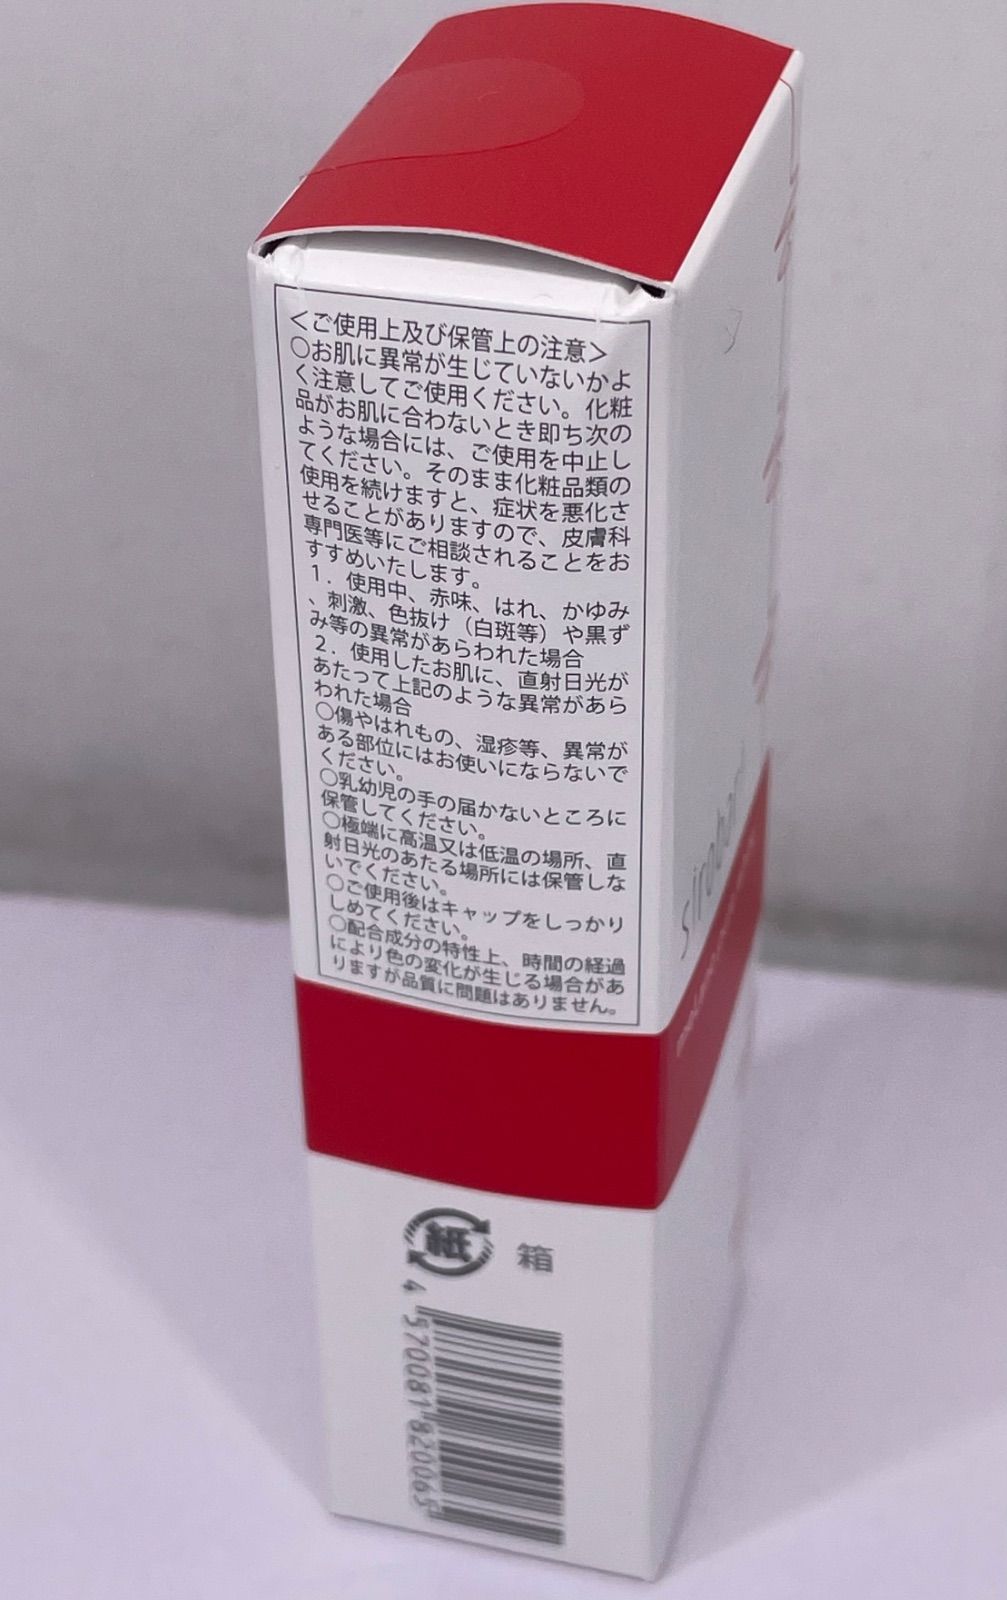 ＜ご使用上及び保管上の注意＞
○お肌に異常が生じていないかよ
く注意してご使用ください。化粧
品がお肌に合わないとき即ち次の
ような場合には、ご使用を中止し
てください。そのまま化粧品類の
使用を続けますと、症状を悪化さ
せることがありますので、皮膚科
専門医等にご相談されることをお
すすめいたします。
1．使用中、赤味、はれ、かゆみ
、刺激、色抜け（白斑等）や黒ず
み等の異常があらわれた場合
2．使用したお肌に、直射日光が
あたって上記のような異常があら
われた場合
○傷やはれもの、湿疹等、異常が
ある部位にはお使いにならないで
ください。
○乳幼児の手の届かないところに
保管してください。
○極端に高温又は低温の場所、直
射日光のあたる場所には保管しな
いでください。
○ご使用後はキャップをしっかり
しめてください。
○配合成分の特性上、時間の経過
により色の変化が生じる場合があ
りますが品質に問題はありません。
紙 箱
4 570081 820065